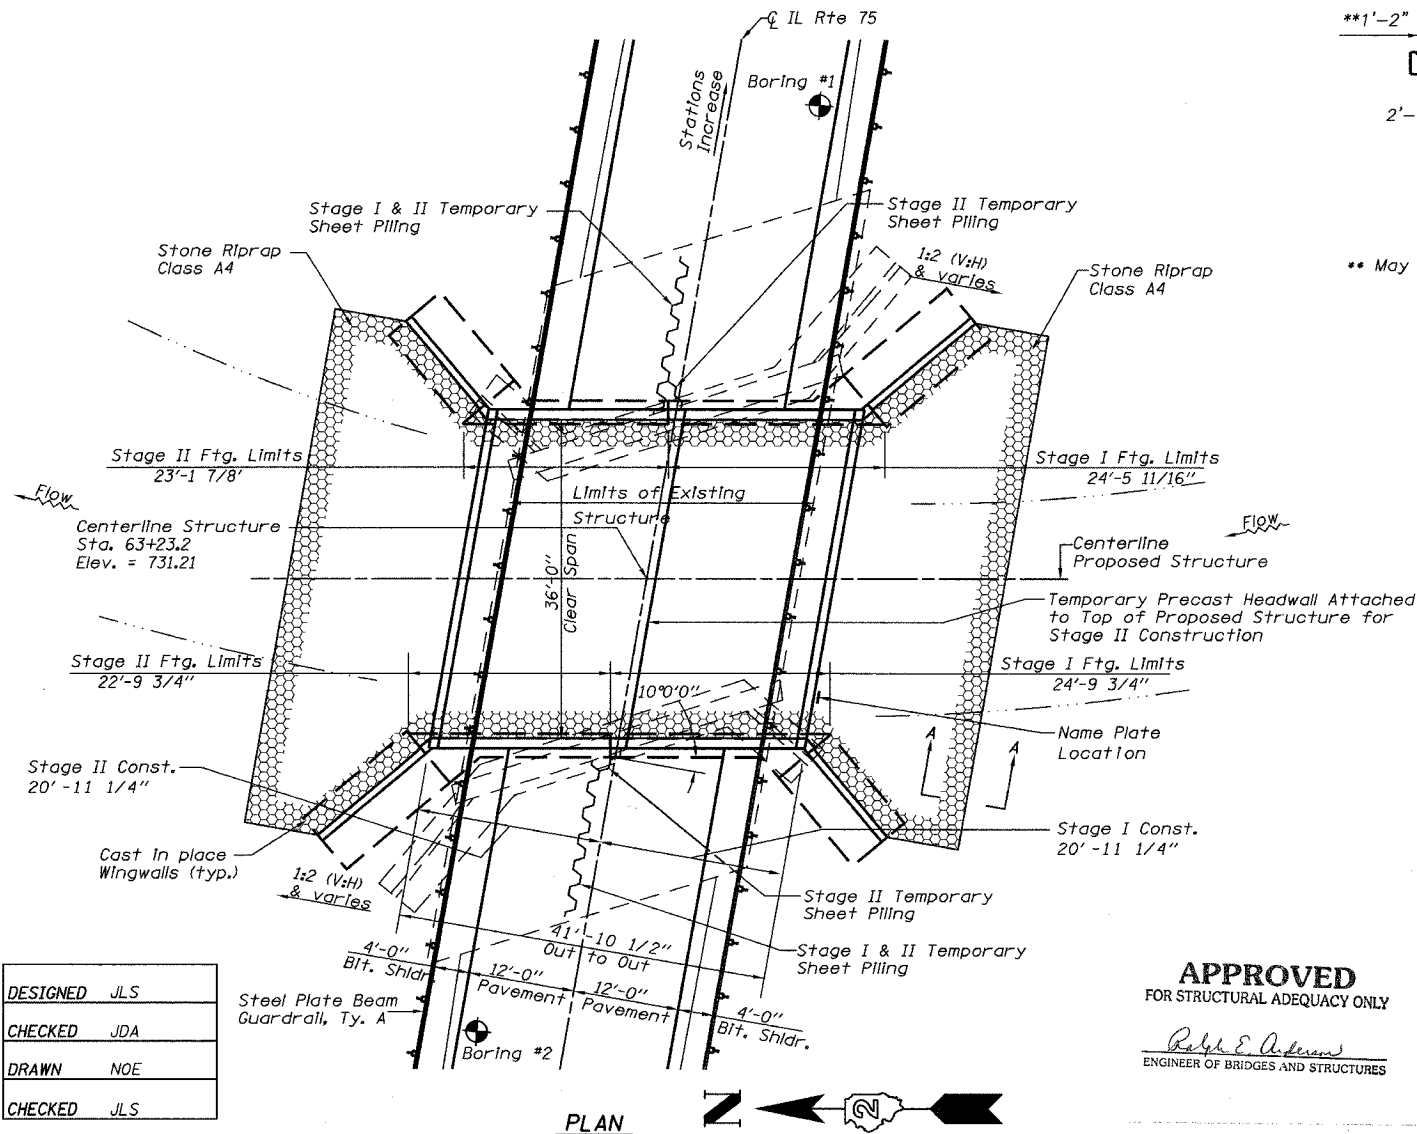 ℄ IL Rte 75
**1'-2"
2'-
** May
Boring #1
Stations
Increase
Stage I & II Temporary
Sheet Piling
Stage II Temporary
Sheet Piling
Stone Riprap
Class A4
1:2 (V:H)
& varies
Stone Riprap
Class A4
Stage II Ftg. Limits
23'-1 7/8'
Stage I Ftg. Limits
24'-5 11/16"
Flow
Limits of Existing
Structure
Flow
Centerline Structure
Sta. 63+23.2
Elev. = 731.21
36'-0"
Clear Span
Centerline
Proposed Structure
Temporary Precast Headwall Attached
to Top of Proposed Structure for
Stage II Construction
Stage II Ftg. Limits
22'-9 3/4"
Stage I Ftg. Limits
24'-9 3/4"
10°0'0"
Name Plate
Location
A
A
Stage II Const.
20'-11 1/4"
Stage I Const.
20'-11 1/4"
Cast in place
Wingwalls (typ.)
1:2 (V:H)
& varies
Stage II Temporary
Sheet Piling
41'-10 1/2"
Out to Out
Stage I & II Temporary
Sheet Piling
4'-0"
Bit. Shldr.
12'-0"
Pavement
12'-0"
Pavement
4'-0"
Bit. Shldr.
Steel Plate Beam
Guardrail, Ty. A
Boring #2
DESIGNED JLS
CHECKED JDA
DRAWN NOE
CHECKED JLS
APPROVED
FOR STRUCTURAL ADEQUACY ONLY
Ralph E. Anderson
ENGINEER OF BRIDGES AND STRUCTURES
PLAN
N
2